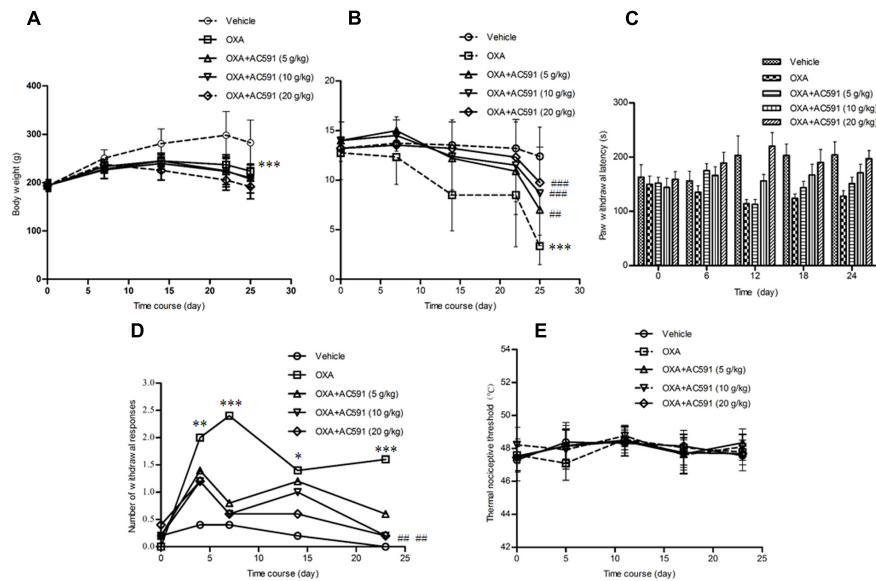 A
Vehicle
OXA
OXA+AC591 (5 g/kg)
OXA+AC591 (10 g/kg)
OXA+AC591 (20 g/kg)
400
300
200
100
0
Body weight (g)
***
0 5 10 15 20 25 30
Time course (day)
B
Vehicle
OXA
OXA+AC591 (5 g/kg)
OXA+AC591 (10 g/kg)
OXA+AC591 (20 g/kg)
20
15
10
5
0
###
###
##
***
0 5 10 15 20 25 30
Time course (day)
C
Vehicle
OXA
OXA+AC591 (5 g/kg)
OXA+AC591 (10 g/kg)
OXA+AC591 (20 g/kg)
300
200
100
0
Paw withdrawal latency (s)
0 6 12 18 24
Time (day)
D
Vehicle
OXA
OXA+AC591 (5 g/kg)
OXA+AC591 (10 g/kg)
OXA+AC591 (20 g/kg)
3.0
2.5
2.0
1.5
1.0
0.5
0.0
Number of withdrawal responses
**
***
*
***
## ##
0 5 10 15 20 25
Time course (day)
E
Vehicle
OXA
OXA+AC591 (5 g/kg)
OXA+AC591 (10 g/kg)
OXA+AC591 (20 g/kg)
54
52
50
48
46
44
42
Thermal nociceptive threshold (℃)
0 5 10 15 20 25
Time course (day)